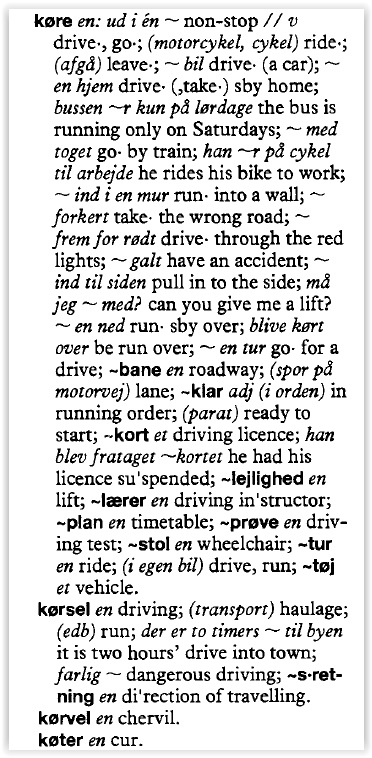 køre en: ud i én ~ non-stop // v
drive·, go·; (motorcykel, cykel) ride·;
(afgå) leave·; ~ bil drive· (a car); ~
en hjem drive· (,take·) sby home;
bussen ~r kun på lørdage the bus is
running only on Saturdays; ~ med
toget go· by train; han ~r på cykel
til arbejde he rides his bike to work;
~ ind i en mur run· into a wall; ~
forkert take· the wrong road; ~
frem for rødt drive· through the red
lights; ~ galt have an accident; ~
ind til siden pull in to the side; må
jeg ~ med? can you give me a lift?
~ en ned run· sby over; blive kørt
over be run over; ~ en tur go· for a
drive; ~bane en roadway; (spor på
motorvej) lane; ~klar adj (i orden) in
running order; (parat) ready to
start; ~kort et driving licence; han
blev frataget ~kortet he had his
licence su'spended; ~lejlighed en
lift; ~lærer en driving in'structor;
~plan en timetable; ~prøve en driv-
ing test; ~stol en wheelchair; ~tur
en ride; (i egen bil) drive, run; ~tøj
et vehicle.
kørsel en driving; (transport) haulage;
(edb) run; der er to timers ~ til byen
it is two hours' drive into town;
farlig ~ dangerous driving; ~s·ret-
ning en di'rection of travelling.
kørvel en chervil.
køter en cur.